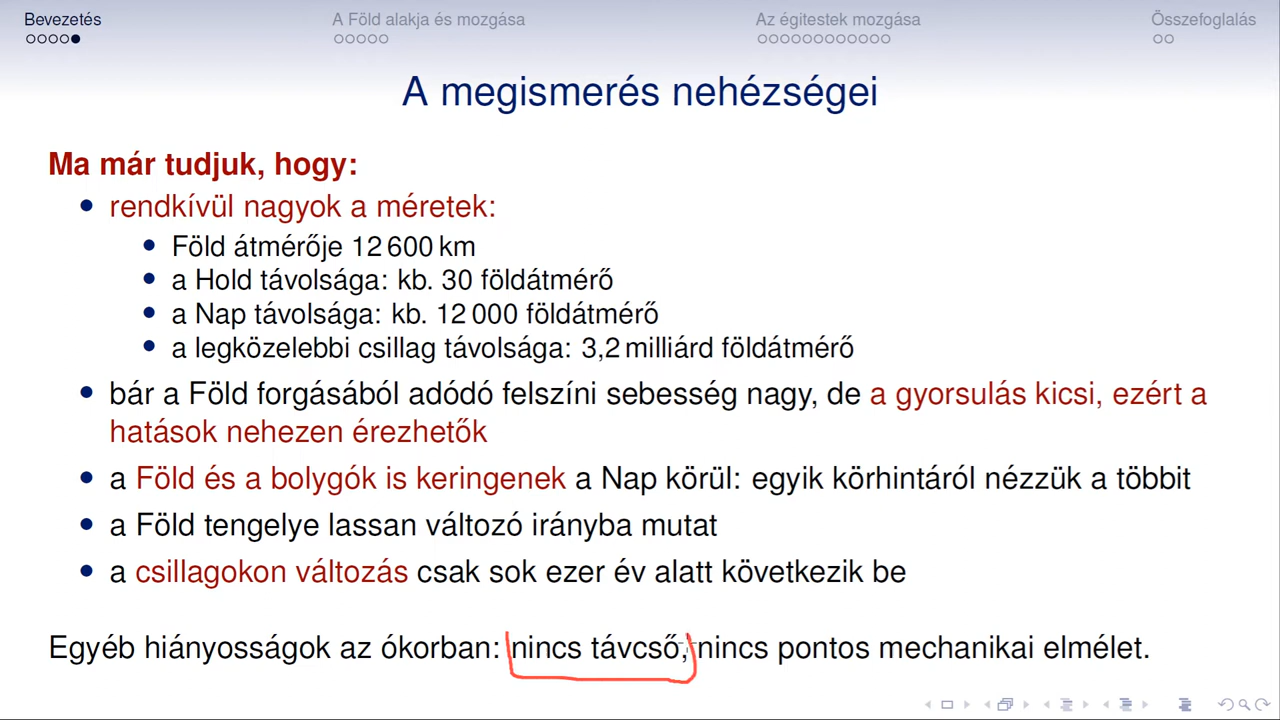 Bevezetés A Föld alakja és mozgása Az égitestek mozgása Összefoglalás
A megismerés nehézségei
Ma már tudjuk, hogy:
rendkívül nagyok a méretek:
Föld átmérője 12 600 km
a Hold távolsága: kb. 30 földátmérő
a Nap távolsága: kb. 12 000 földátmérő
a legközelebbi csillag távolsága: 3,2 milliárd földátmérő
bár a Föld forgásából adódó felszíni sebesség nagy, de a gyorsulás kicsi, ezért a
hatások nehezen érezhetők
a Föld és a bolygók is keringenek a Nap körül: egyik körhintáról nézzük a többit
a Föld tengelye lassan változó irányba mutat
a csillagokon változás csak sok ezer év alatt következik be
Egyéb hiányosságok az ókorban: nincs távcső, nincs pontos mechanikai elmélet.